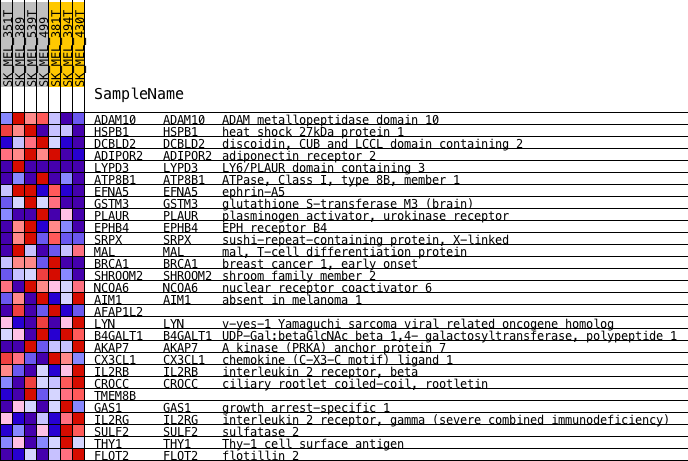 SK_MEL_351T
SK_MEL_389
SK_MEL_539T
SK_MEL_499
SK_MEL_381T
SK_MEL_394T
SK_MEL_430T
SampleName
ADAM10 ADAM10 ADAM metallopeptidase domain 10
HSPB1 HSPB1 heat shock 27kDa protein 1
DCBLD2 DCBLD2 discoidin, CUB and LCCL domain containing 2
ADIPOR2 ADIPOR2 adiponectin receptor 2
LYPD3 LYPD3 LY6/PLAUR domain containing 3
ATP8B1 ATP8B1 ATPase, Class I, type 8B, member 1
EFNA5 EFNA5 ephrin-A5
GSTM3 GSTM3 glutathione S-transferase M3 (brain)
PLAUR PLAUR plasminogen activator, urokinase receptor
EPHB4 EPHB4 EPH receptor B4
SRPX SRPX sushi-repeat-containing protein, X-linked
MAL MAL mal, T-cell differentiation protein
BRCA1 BRCA1 breast cancer 1, early onset
SHROOM2 SHROOM2 shroom family member 2
NCOA6 NCOA6 nuclear receptor coactivator 6
AIM1 AIM1 absent in melanoma 1
AFAP1L2
LYN LYN v-yes-1 Yamaguchi sarcoma viral related oncogene homolog
B4GALT1 B4GALT1 UDP-Gal:betaGlcNAc beta 1,4- galactosyltransferase, polypeptide 1
AKAP7 AKAP7 A kinase (PRKA) anchor protein 7
CX3CL1 CX3CL1 chemokine (C-X3-C motif) ligand 1
IL2RB IL2RB interleukin 2 receptor, beta
CROCC CROCC ciliary rootlet coiled-coil, rootletin
TMEM8B
GAS1 GAS1 growth arrest-specific 1
IL2RG IL2RG interleukin 2 receptor, gamma (severe combined immunodeficiency)
SULF2 SULF2 sulfatase 2
THY1 THY1 Thy-1 cell surface antigen
FLOT2 FLOT2 flotillin 2